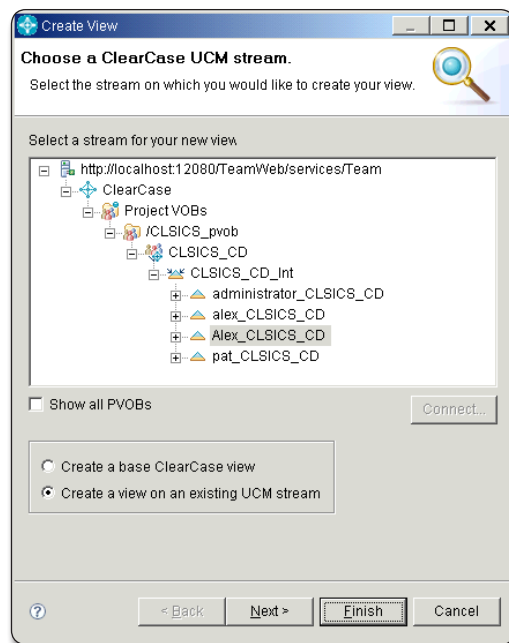 Create View
Choose a ClearCase UCM stream.
Select the stream on which you would like to create your view.
Select a stream for your new view
http://localhost:12080/TeamWeb/services/Team
ClearCase
Project VOBs
/CLSICS_pvob
CLSICS_CD
CLSICS_CD_Int
administrator_CLSICS_CD
alex_CLSICS_CD
Alex_CLSICS_CD
pat_CLSICS_CD
Show all PVOBs
Connect...
Create a base ClearCase view
Create a view on an existing UCM stream
< Back Next > Finish Cancel